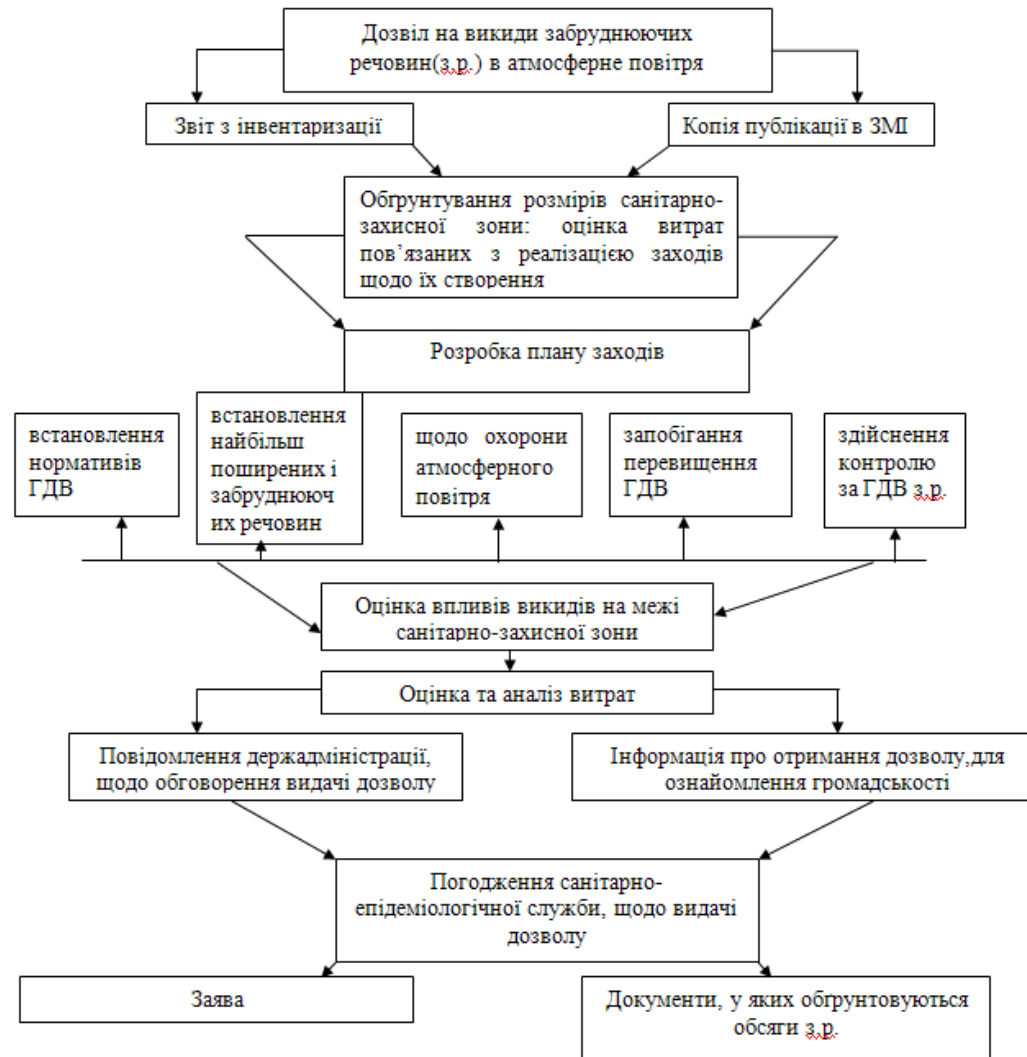 Дозвіл на викиди забруднюючих
речовин(з.р.) в атмосферне повітря
Звіт з інвентаризації
Копія публікації в ЗМІ
Обґрунтування розмірів санітарно-
захисної зони: оцінка витрат
пов’язаних з реалізацією заходів
щодо їх створення
Розробка плану заходів
встановлення
нормативів
ГДВ
встановлення
найбільш
поширених і
забруднююч
их речовин
щодо охорони
атмосферного
повітря
запобігання
перевищення
ГДВ
здійснення
контролю
за ГДВ з.р.
Оцінка впливів викидів на межі
санітарно-захисної зони
Оцінка та аналіз витрат
Повідомлення держадміністрації,
щодо обговорення видачі дозволу
Інформація про отримання дозволу,для
ознайомлення громадськості
Погодження санітарно-
епідеміологічної служби, щодо видачі
дозволу
Заява
Документи, у яких обґрунтовуються
обсяги з.р.